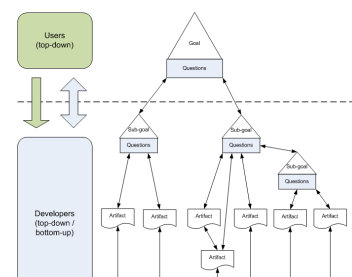 Users
(top-down)
Goal
Questions
Sub-goal
Questions
Sub-goal
Questions
Sub-goal
Questions
Developers
(top-down /
bottom-up)
Artifact
Artifact
Artifact
Artifact
Artifact
Artifact
Artifact